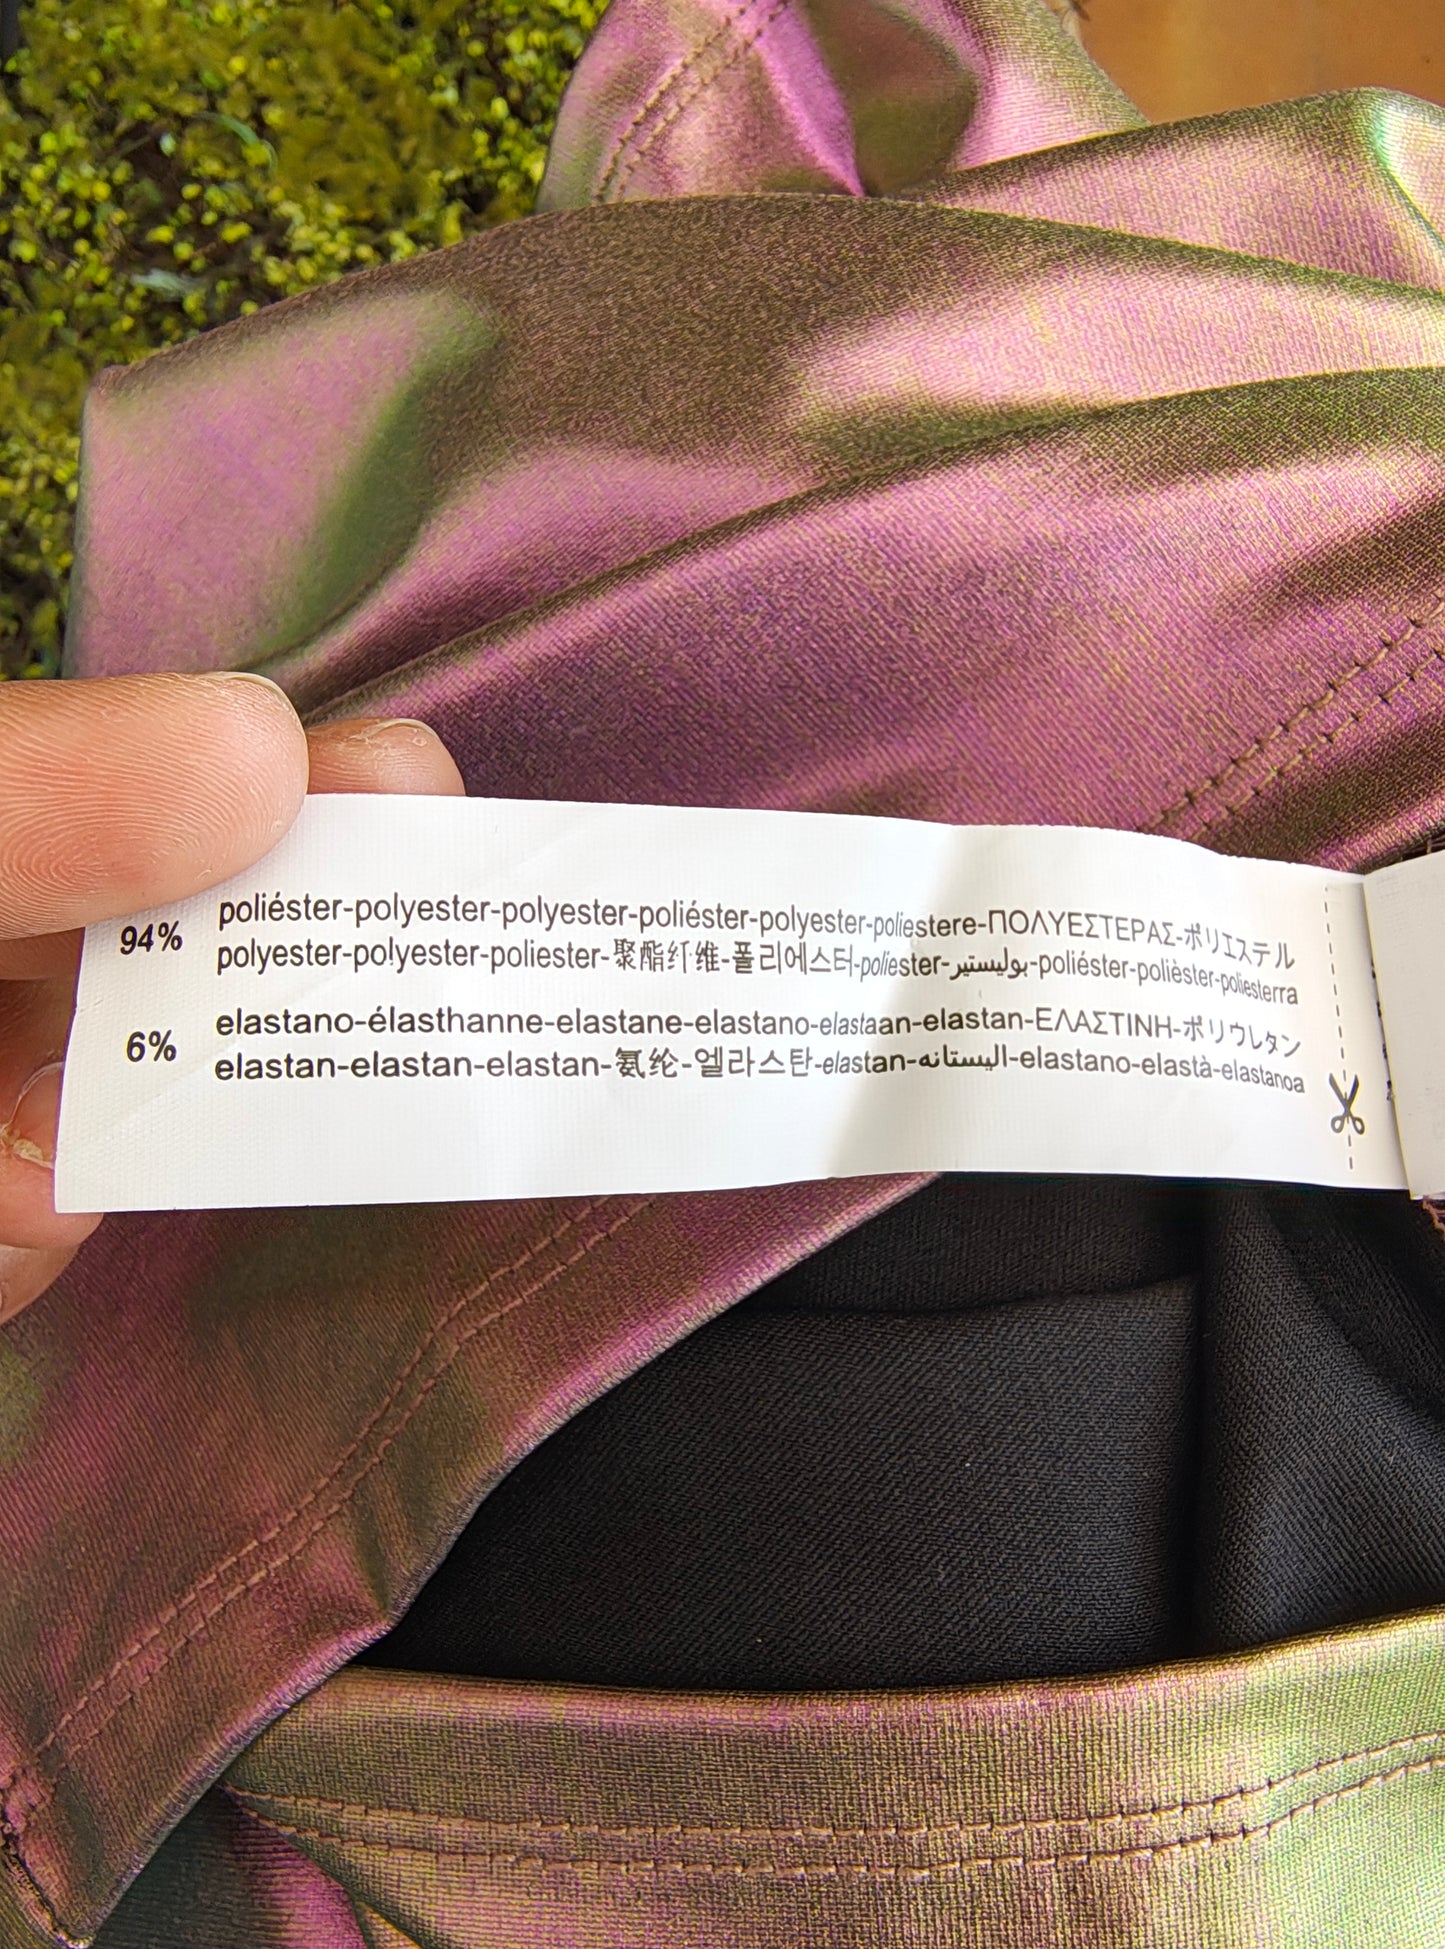 94% poliéster-polyester-polyester-poliéster-polyester-poliestere-ΠΟΛΥΕΣΤΕΡΑΣ-ポリエステル
polyester-polyester-poliester-聚酯纤维-폴리에스터-poliester-بوليستير-poliéster-polièster-poliesterra
6% elastano-élasthanne-elastane-elastano-elastaan-elastan-ΕΛΑΣΤΙΝΗ-ポリウレタン
elastan-elastan-elastan-氨纶-엘라스탄-elastan-اليستانه-elastano-elastà-elastanoa